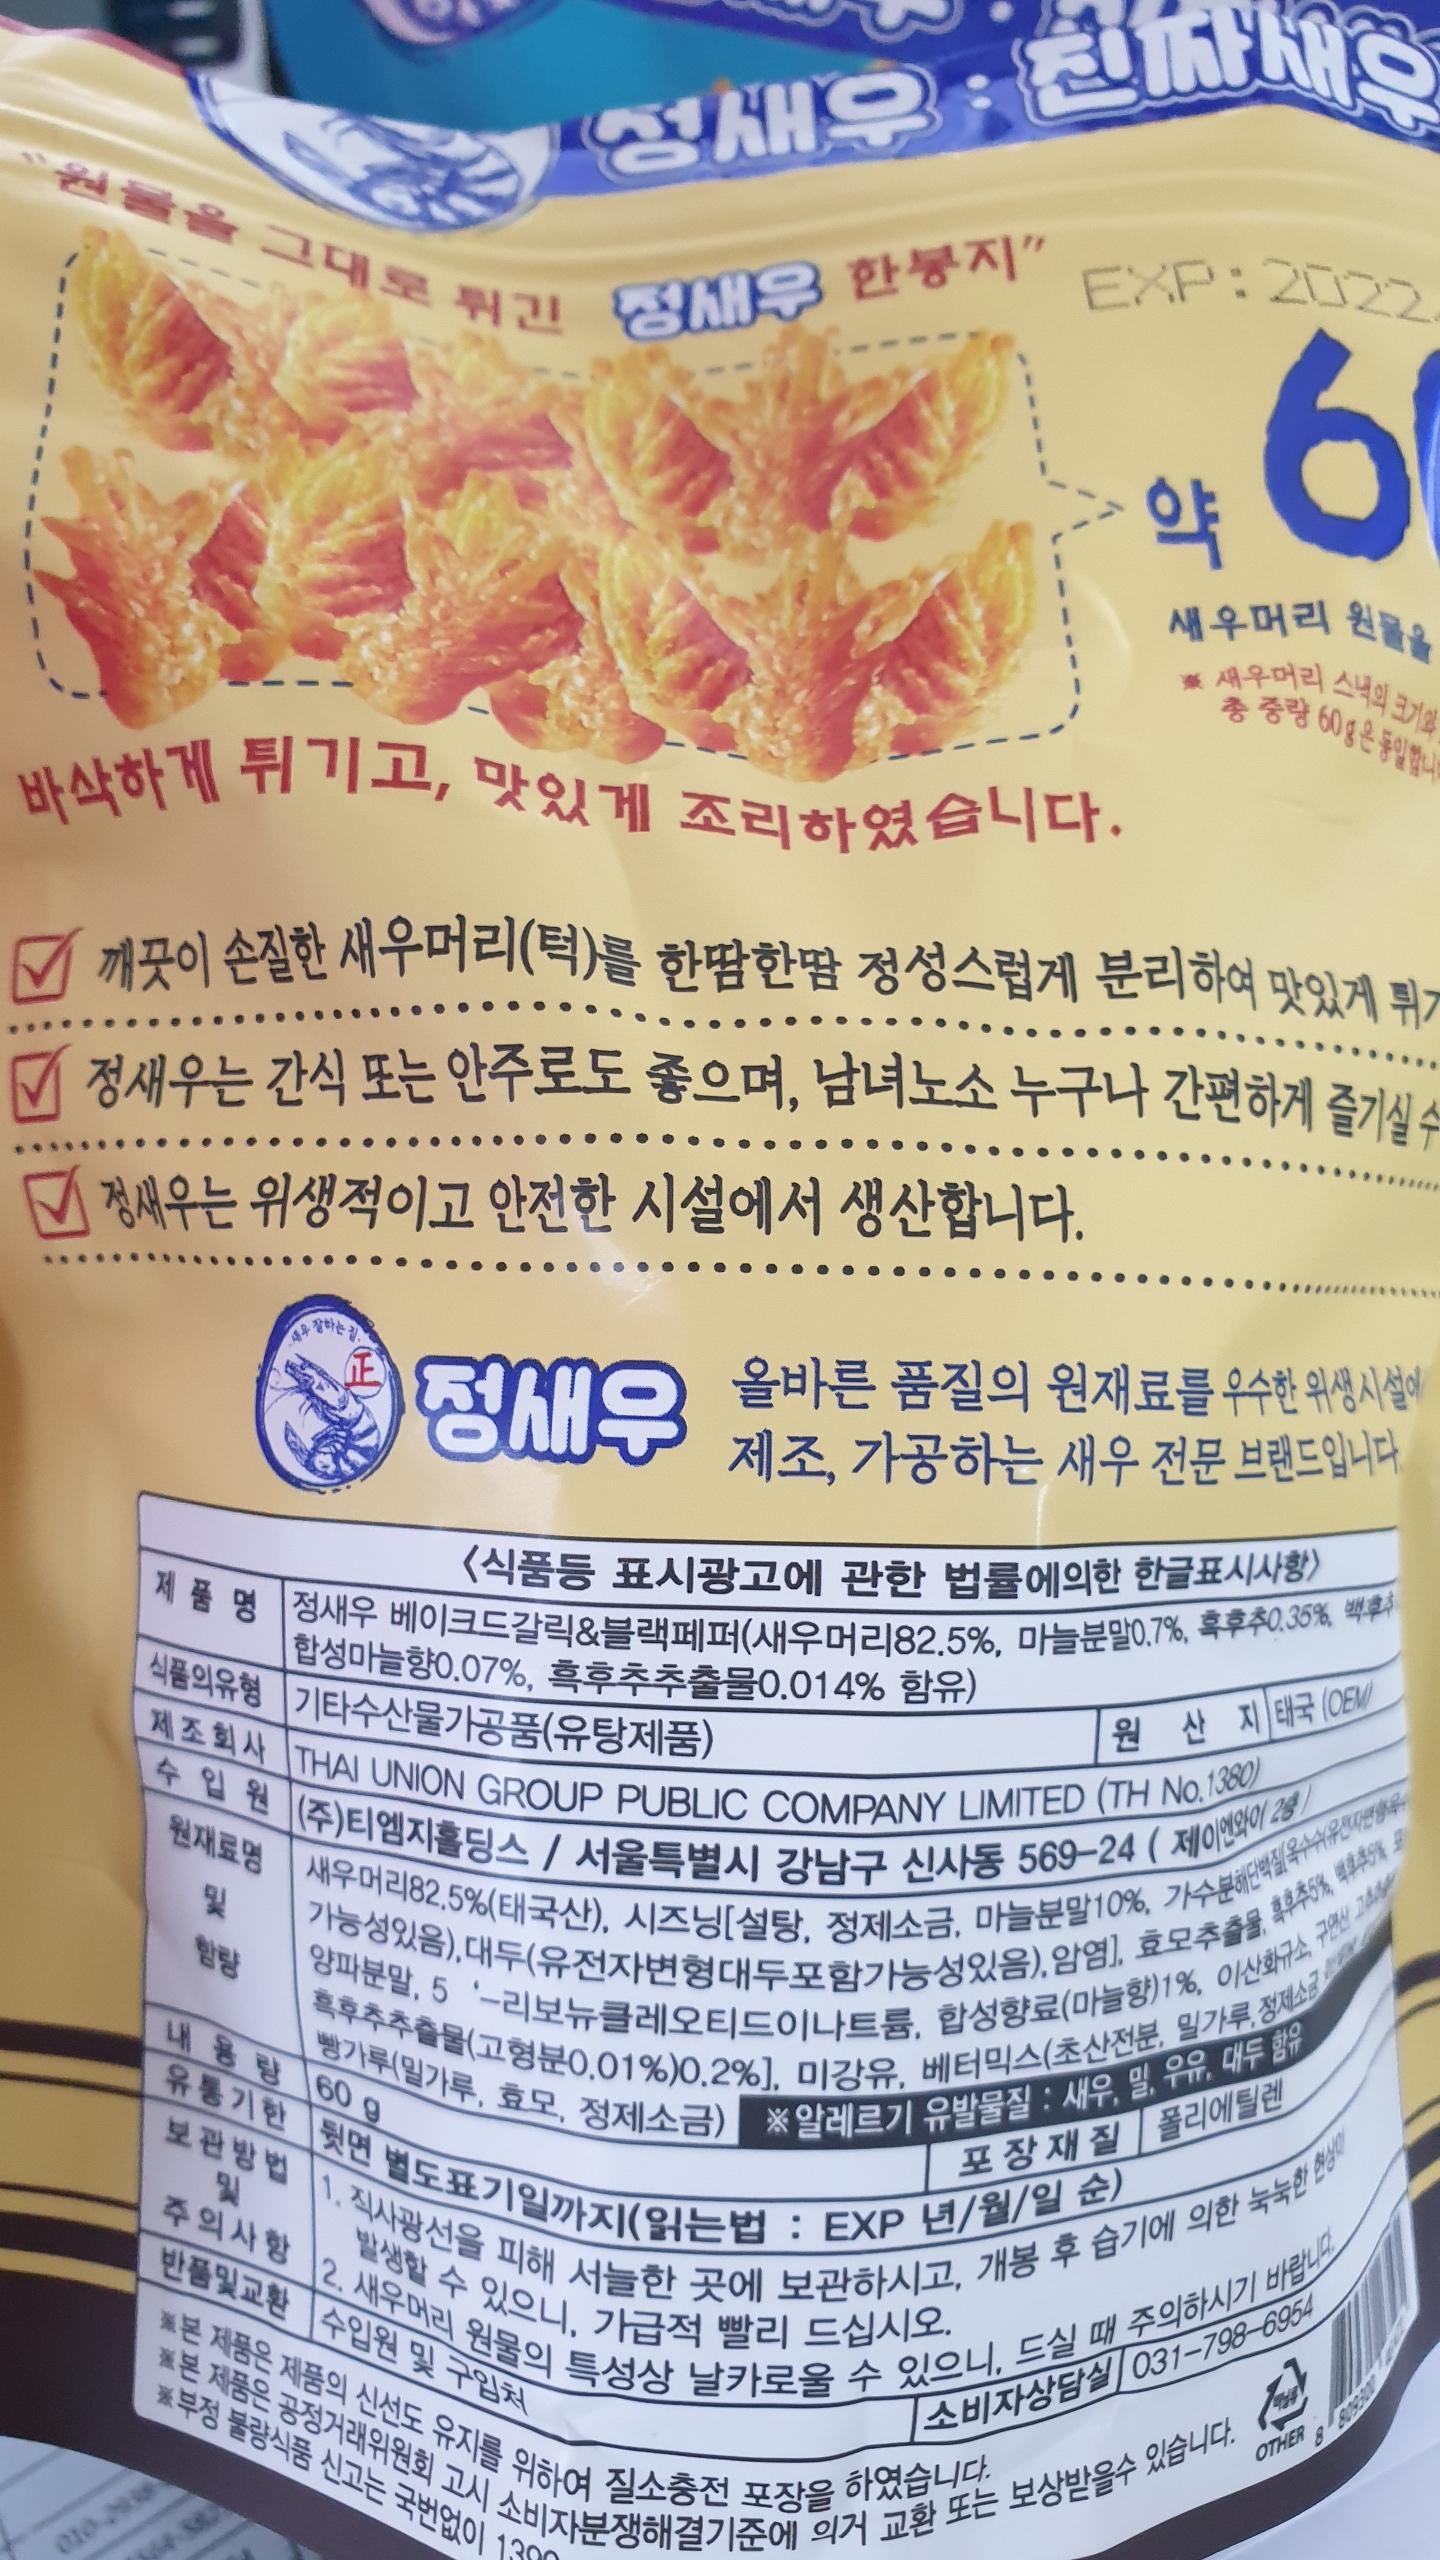 정새우 : 진짜새우
"원물을 그대로 튀긴 정새우 한봉지"
EXP : 2022
약 6
새우머리 원물을
※ 새우머리 스낵의 크기와
총 중량 60g은 동일합니
바삭하게 튀기고, 맛있게 조리하였습니다.
깨끗이 손질한 새우머리(턱)를 한땀한땀 정성스럽게 분리하여 맛있게 튀기
정새우는 간식 또는 안주로도 좋으며, 남녀노소 누구나 간편하게 즐기실 수
정새우는 위생적이고 안전한 시설에서 생산합니다.
새우 잘하는 집
正
정새우
올바른 품질의 원재료를 우수한 위생시설에
제조, 가공하는 새우 전문 브랜드입니다.
〈식품등 표시광고에 관한 법률에의한 한글표시사항〉
제 품 명 정새우 베이크드갈릭&블랙페퍼(새우머리82.5%, 마늘분말0.7%, 흑후추0.35%, 백후추
합성마늘향0.07%, 흑후추추출물0.014% 함유)
식품의유형 기타수산물가공품(유탕제품) 원 산 지 태국 (OEM)
제조회사 THAI UNION GROUP PUBLIC COMPANY LIMITED (TH No.1380)
수 입 원 (주)티엠지홀딩스 / 서울특별시 강남구 신사동 569-24 ( 제이엔와이 2층 )
원재료명 및 함량 새우머리82.5%(태국산), 시즈닝[설탕, 정제소금, 마늘분말10%, 가수분해단백질[옥수수(유전자변형옥수
가능성있음),대두(유전자변형대두포함가능성있음),암염], 효모추출물, 흑후추5%, 백후추5%,
양파분말, 5 '-리보뉴클레오티드이나트륨, 합성향료(마늘향)1%, 이산화규소, 구연산,
흑후추추출물(고형분0.01%)0.2%], 미강유, 베터믹스(초산전분, 밀가루,정제소금
빵가루(밀가루, 효모, 정제소금) ※알레르기 유발물질 : 새우, 밀, 우유, 대두 함유
내 용 량 60 g 포 장 재 질 폴리에틸렌
유통기한 뒷면 별도표기일까지(읽는법 : EXP 년/월/일 순)
보관방법 및 주의사항 1. 직사광선을 피해 서늘한 곳에 보관하시고, 개봉 후 습기에 의한 눅눅한 현상이
발생할 수 있으니, 가급적 빨리 드십시오.
2. 새우머리 원물의 특성상 날카로울 수 있으니, 드실 때 주의하시기 바랍니다.
반품및교환 수입원 및 구입처 소비자상담실 031-798-6954
※본 제품은 제품의 신선도 유지를 위하여 질소충전 포장을 하였습니다.
※본 제품은 공정거래위원회 고시 소비자분쟁해결기준에 의거 교환 또는 보상받을수 있습니다.
※부정 불량식품 신고는 국번없이 1399
비닐류
OTHER
8 809300